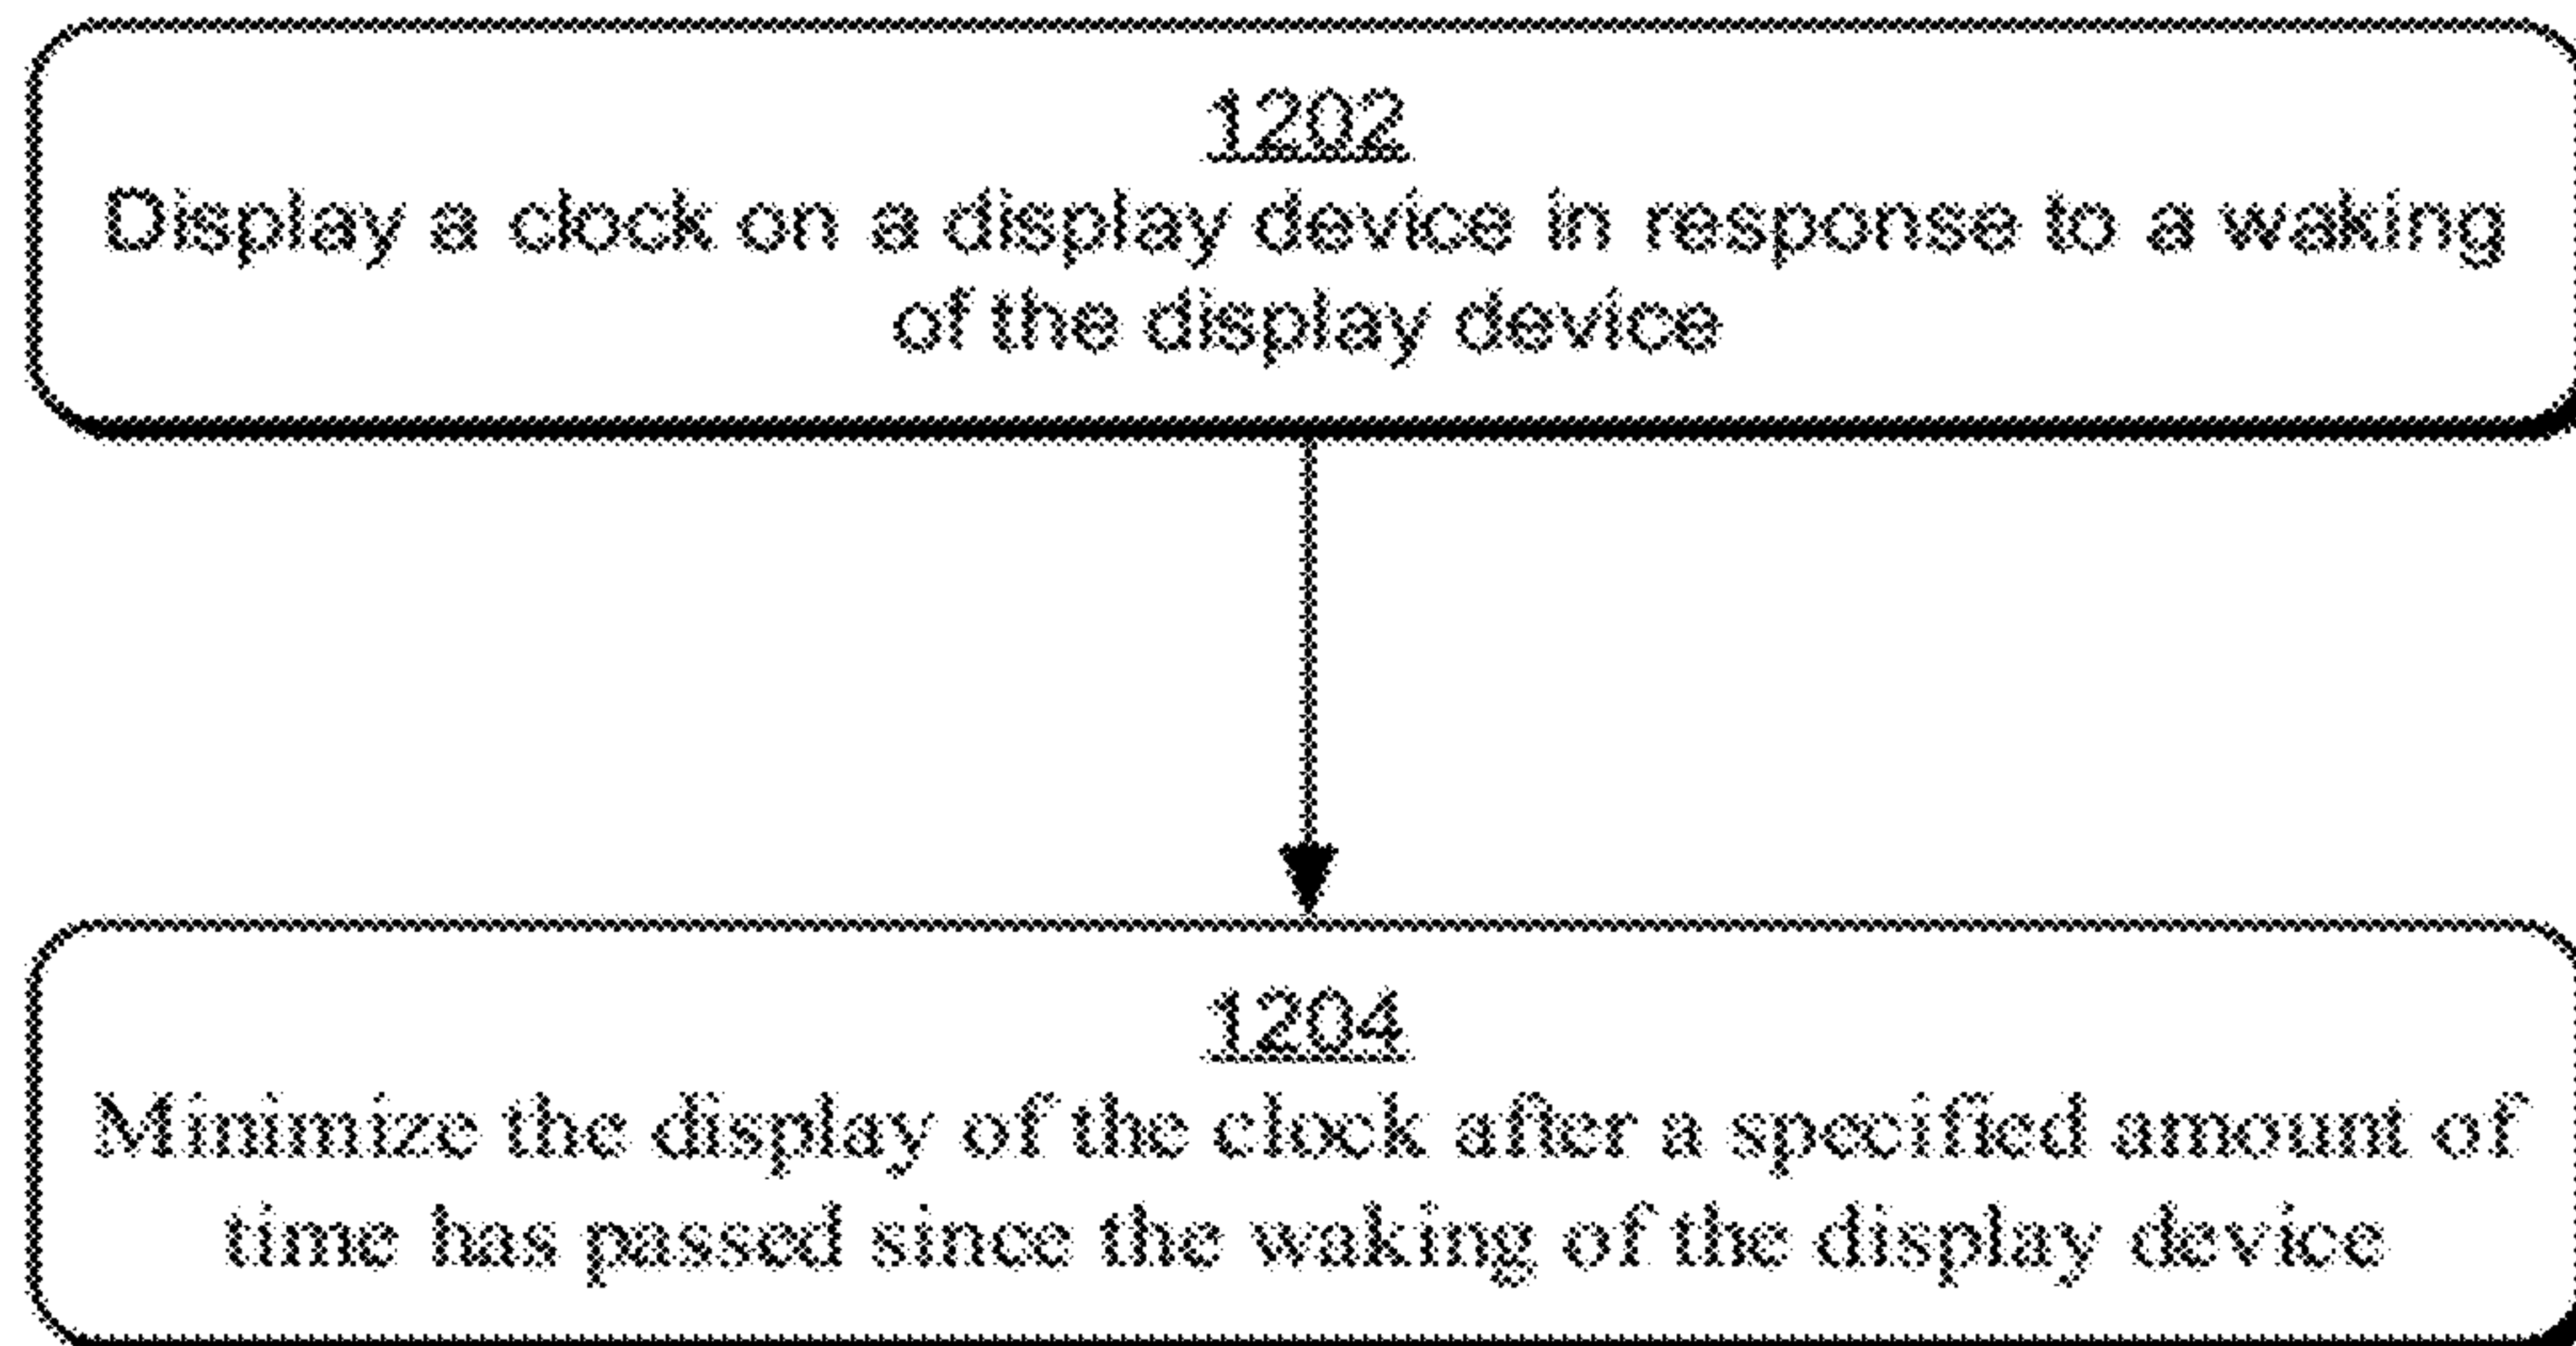 1202
Display a clock on a display device in response to a waking
of the display device
1204
Minimize the display of the clock after a specified amount of
time has passed since the waking of the display device